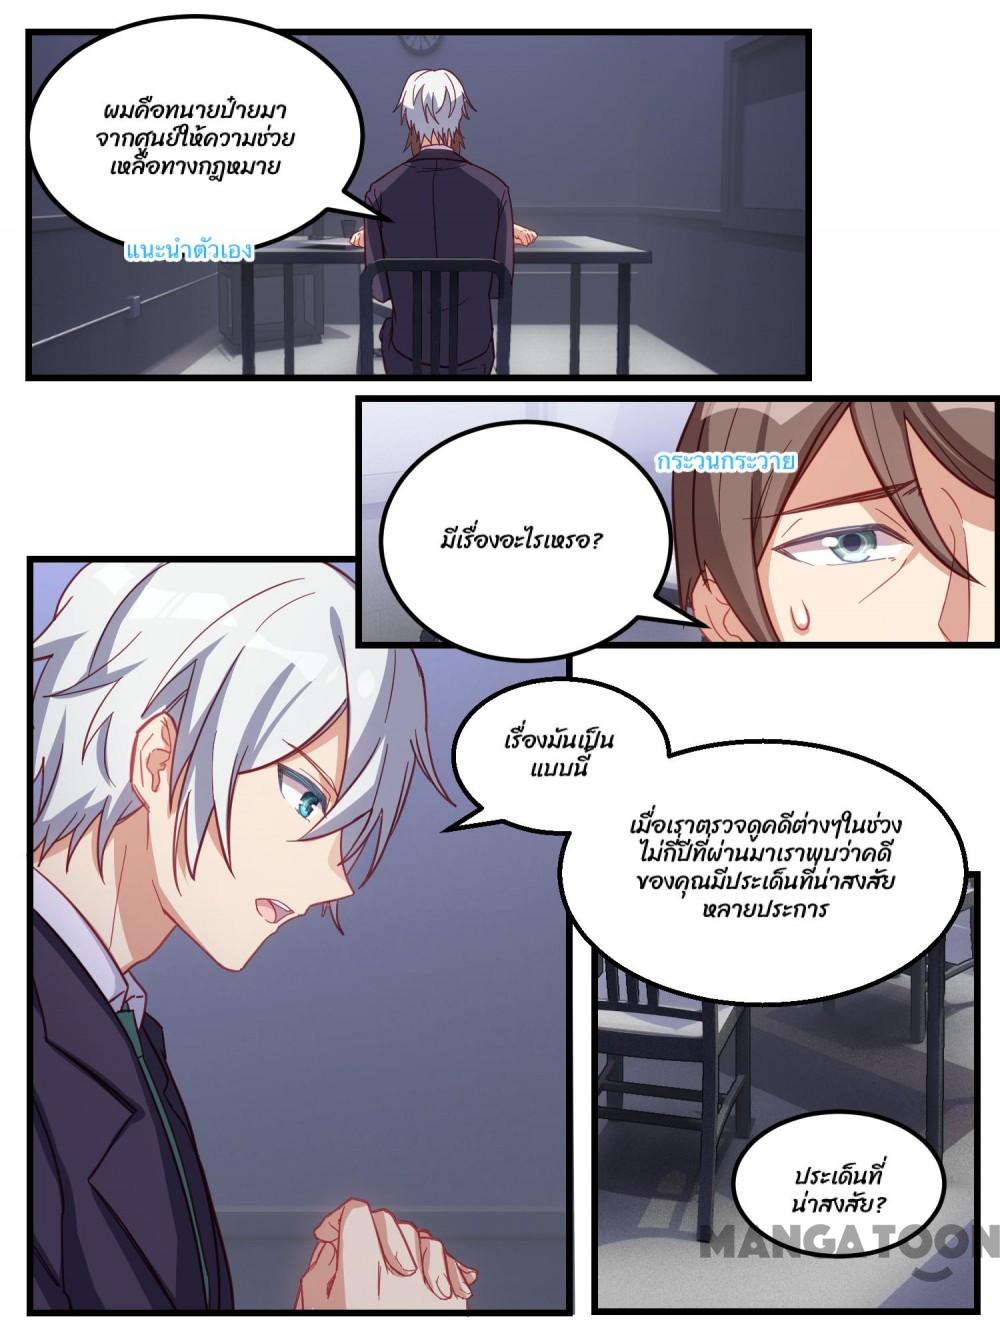 ผมคือทนายป๋ายมา
จากศูนย์ให้ความช่วย
เหลือทางกฎหมาย
แนะนำตัวเอง
กระวนกระวาย
มีเรื่องอะไรเหรอ?
เรื่องมันเป็น
แบบนี้
เมื่อเราตรวจดูคดีต่างๆในช่วง
ไม่กี่ปีที่ผ่านมาเราพบว่าคดี
ของคุณมีประเด็นที่น่าสงสัย
หลายประการ
ประเด็นที่
น่าสงสัย?
MANGATOON